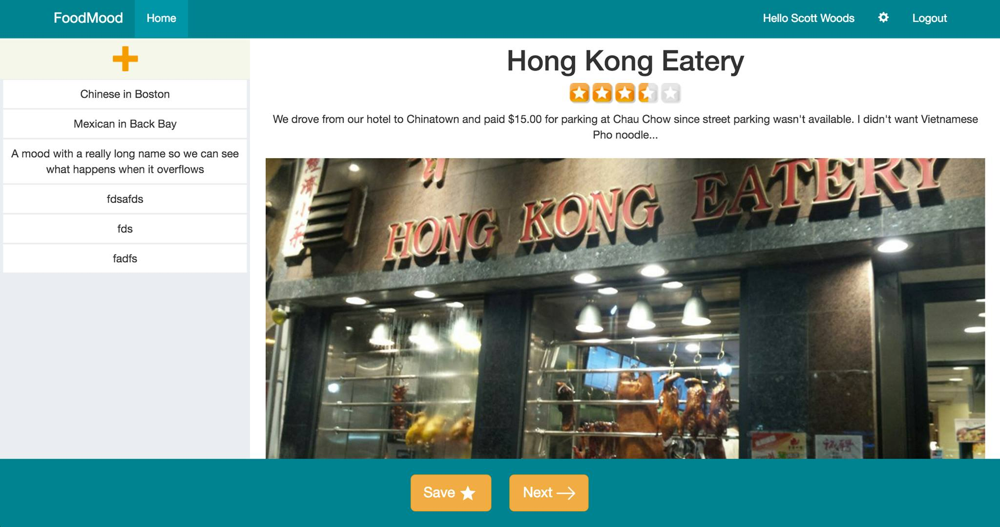 FoodMood Home Hello Scott Woods Logout
Chinese in Boston
Mexican in Back Bay
A mood with a really long name so we can see
what happens when it overflows
fdsafds
fds
fadfs
Hong Kong Eatery
We drove from our hotel to Chinatown and paid $15.00 for parking at Chau Chow since street parking wasn't available. I didn't want Vietnamese
Pho noodle...
HONG KONG EATERY
Save Next